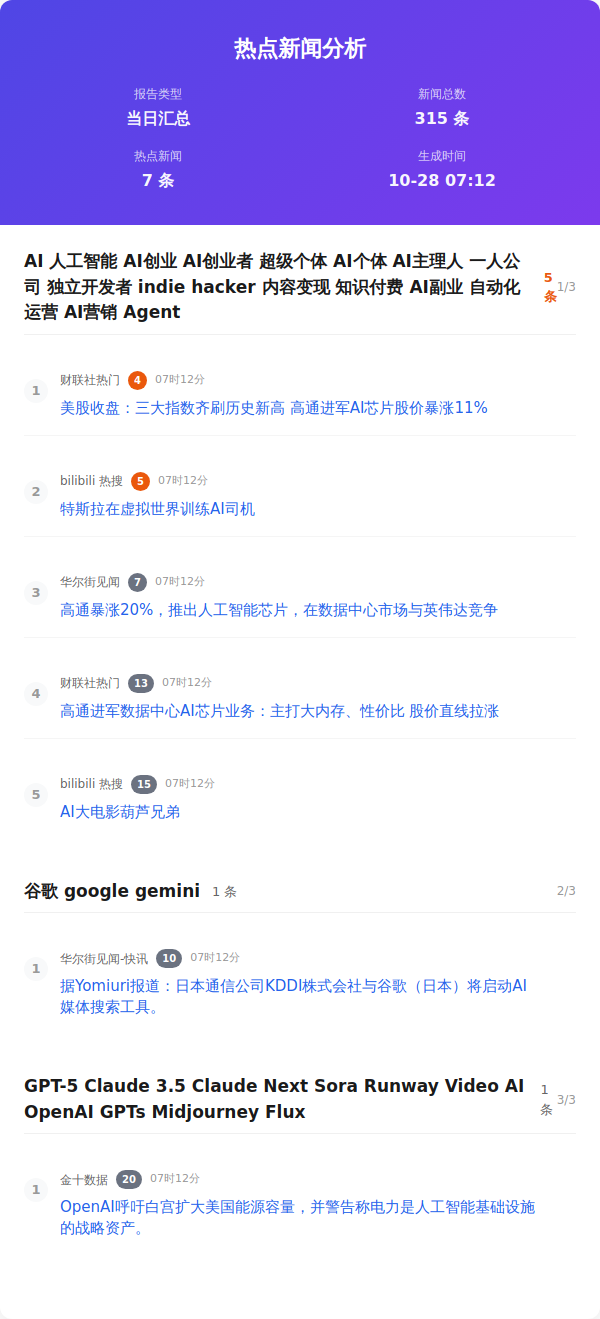 热点新闻分析
报告类型
新闻总数
当日汇总
315 条
热点新闻
生成时间
7 条
10-28 07:12
AI 人工智能 AI创业 AI创业者 超级个体 AI个体 AI主理人 一人公
司 独立开发者 indie hacker 内容变现 知识付费 AI副业 自动化
运营 AI营销 Agent
5
条
1/3
1
财联社热门 4 07时12分
美股收盘：三大指数齐刷历史新高 高通进军AI芯片股价暴涨11%
2
bilibili 热搜 5 07时12分
特斯拉在虚拟世界训练AI司机
3
华尔街见闻 7 07时12分
高通暴涨20%，推出人工智能芯片，在数据中心市场与英伟达竞争
4
财联社热门 13 07时12分
高通进军数据中心AI芯片业务：主打大内存、性价比 股价直线拉涨
5
bilibili 热搜 15 07时12分
AI大电影葫芦兄弟
谷歌 google gemini 1 条 2/3
1
华尔街见闻-快讯 10 07时12分
据Yomiuri报道：日本通信公司KDDI株式会社与谷歌（日本）将启动AI
媒体搜索工具。
GPT-5 Claude 3.5 Claude Next Sora Runway Video AI
OpenAI GPTs Midjourney Flux
1
条
3/3
1
金十数据 20 07时12分
OpenAI呼吁白宫扩大美国能源容量，并警告称电力是人工智能基础设施
的战略资产。